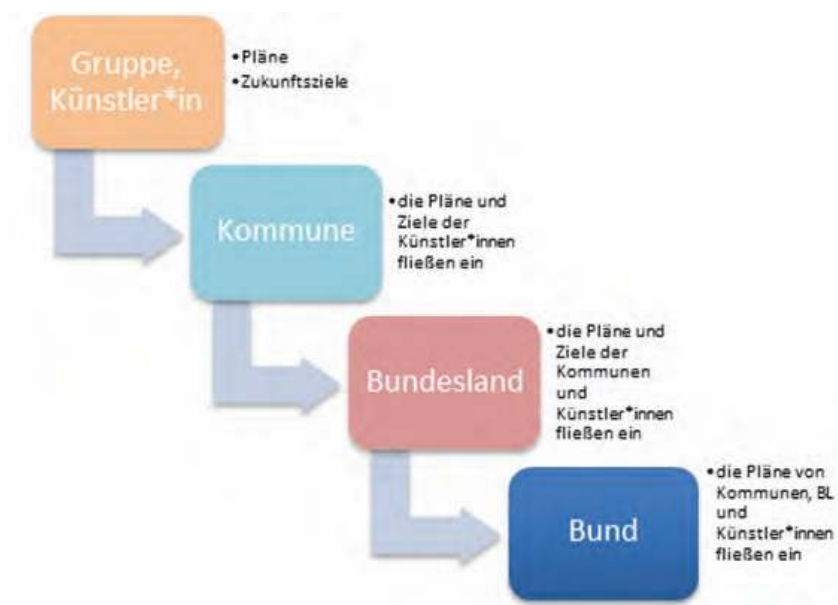 Gruppe,
Künstler*in
•Pläne
•Zukunftsziele
Kommune
•die Pläne und
Ziele der
Künstler*innen
fließen ein
Bundesland
•die Pläne und
Ziele der
Kommunen
und
Künstler*innen
fließen ein
Bund
•die Pläne von
Kommunen, BL
und
Künstler*innen
fließen ein